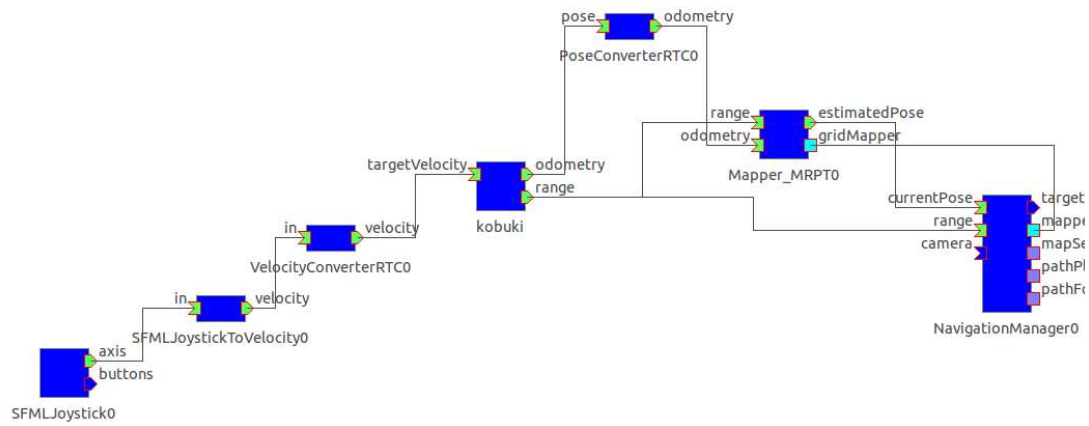 pose
odometry
PoseConverterRTC0
range
estimatedPose
odometry
gridMapper
Mapper_MRPT0
targetVelocity
odometry
range
kobuki
currentPose
target
range
mappe
camera
mapSe
pathPl
pathFo
NavigationManager0
in
velocity
VelocityConverterRTC0
in
velocity
SFMLJoystickToVelocity0
axis
buttons
SFMLJoystick0